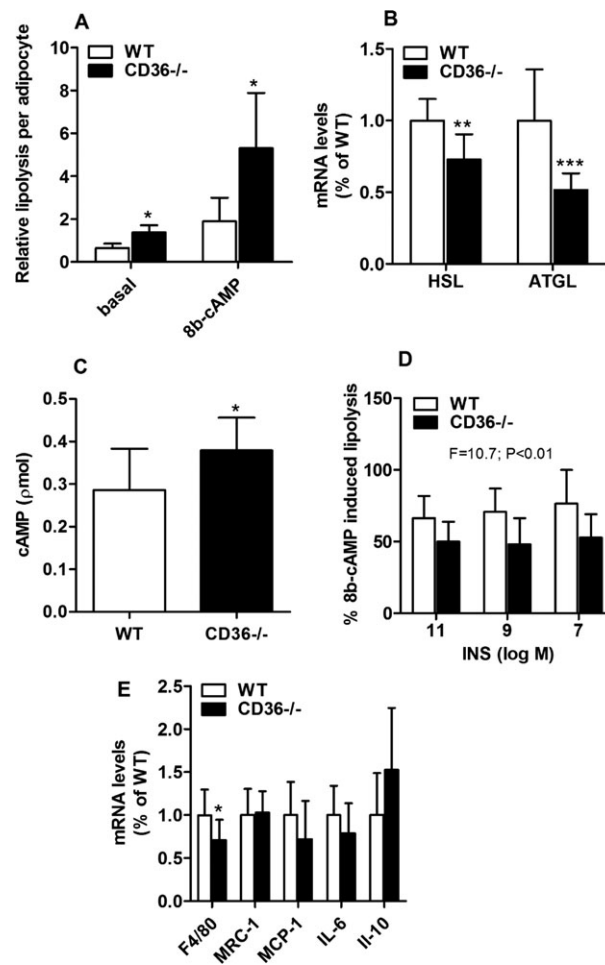 A
WT
CD36-/-
Relative lipolysis per adipocyte
10
8
6
4
2
0
*
*
basal
8b-cAMP
B
WT
CD36-/-
mRNA levels
(% of WT)
1.5
1.0
0.5
0.0
**
***
HSL
ATGL
C
cAMP (ρmol)
0.5
0.4
0.3
0.2
0.1
0.0
*
WT
CD36-/-
D
WT
CD36-/-
F=10.7; P<0.01
% 8b-cAMP induced lipolysis
150
100
50
0
11
9
7
INS (log M)
E
WT
CD36-/-
mRNA levels
(% of WT)
2.5
2.0
1.5
1.0
0.5
0.0
*
F4/80
MRC-1
MCP-1
IL-6
Il-10